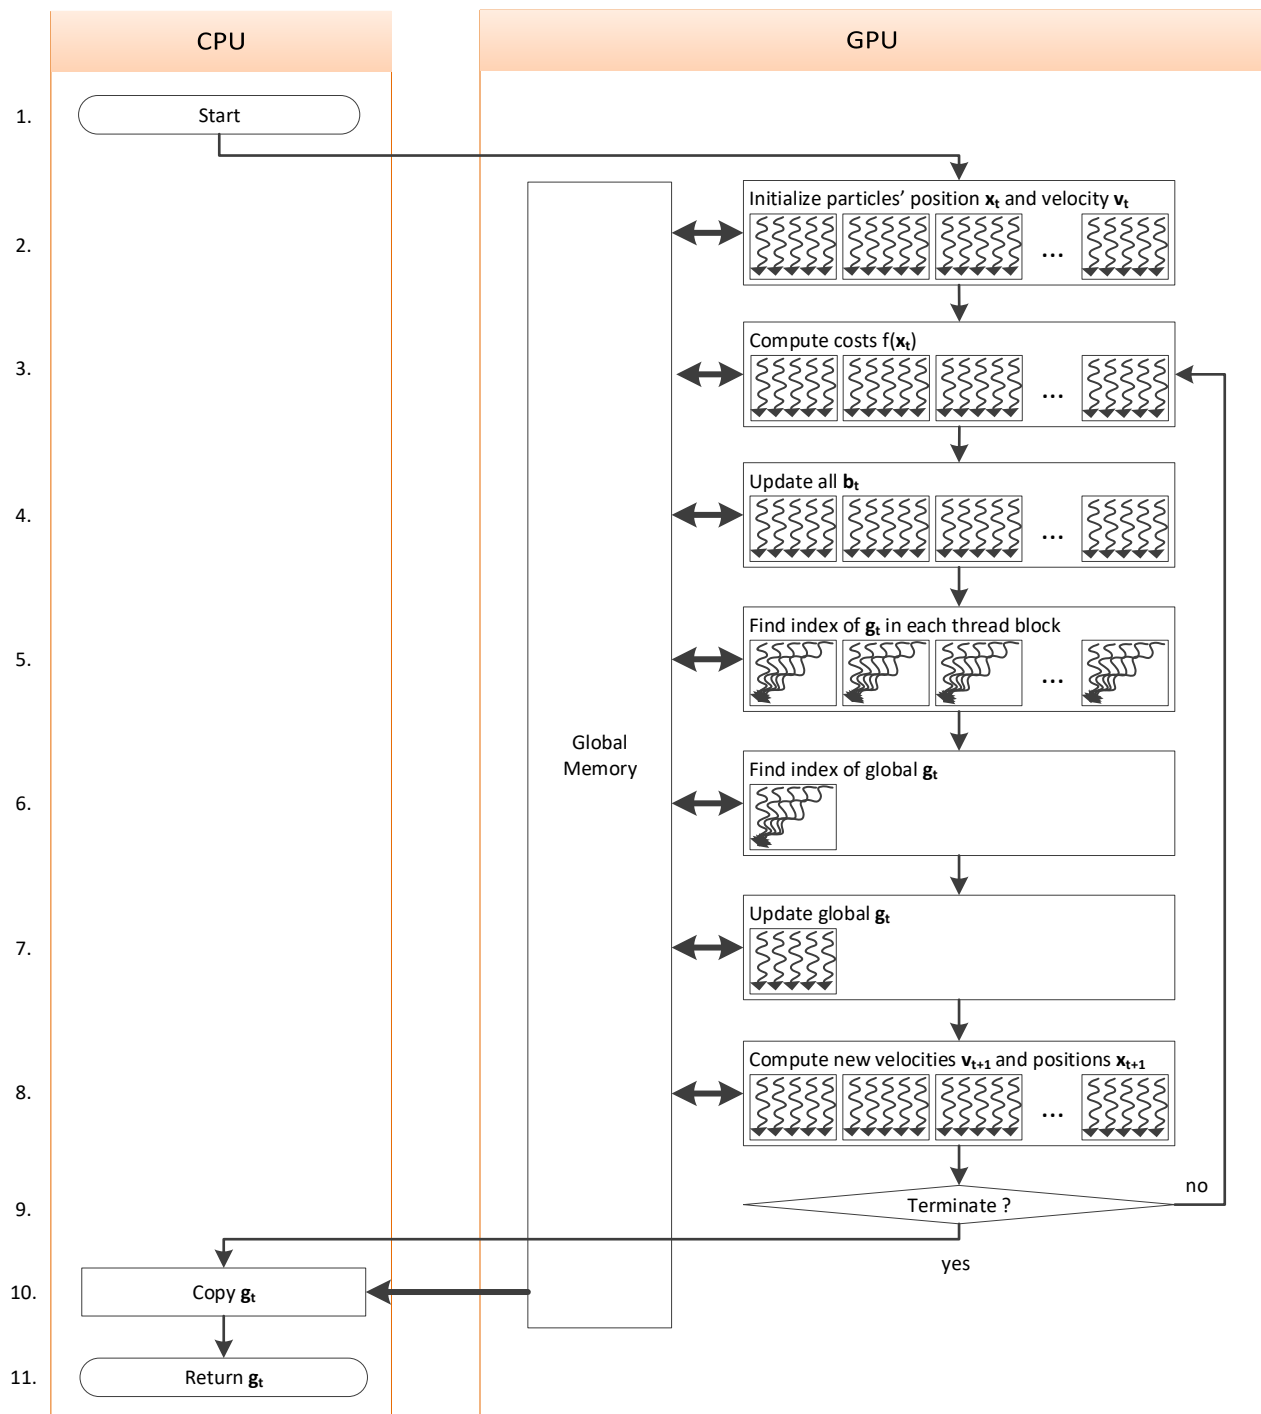 CPU
GPU
1.
Start
Initialize particles’ position xt and velocity vt
2.
...
Compute costs f(xt)
3.
...
Update all bt
4.
...
Find index of gt in each thread block
5.
...
Global
Memory
Find index of global gt
6.
Update global gt
7.
Compute new velocities vt+1 and positions xt+1
8.
...
no
9.
Terminate ?
yes
10.
Copy gt
11.
Return gt